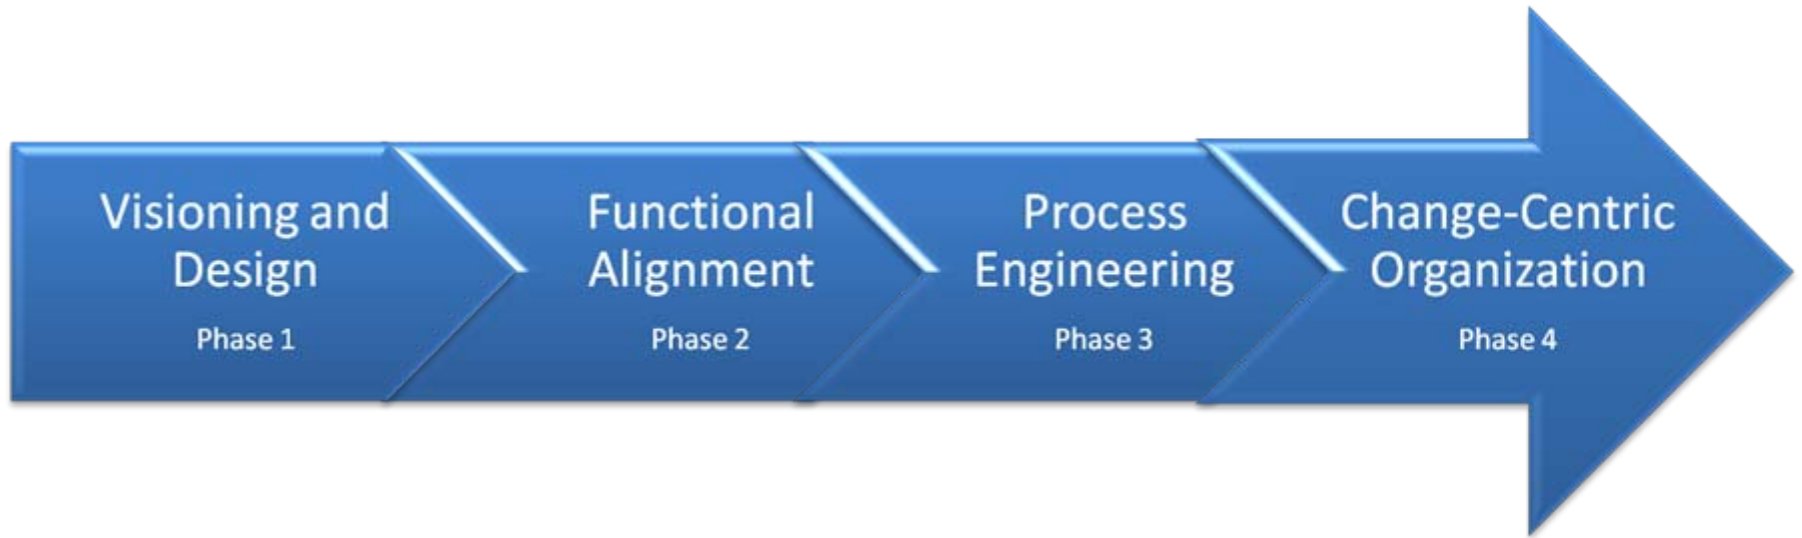 Visioning and
Design
Phase 1
Functional
Alignment
Phase 2
Process
Engineering
Phase 3
Change-Centric
Organization
Phase 4